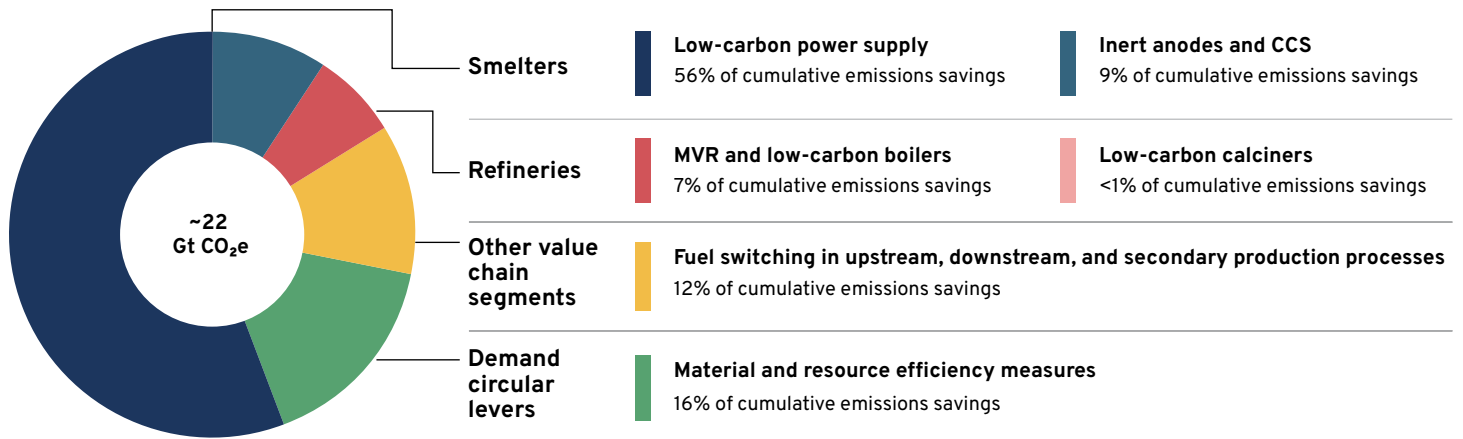 ~22
Gt CO₂e
Smelters
Low-carbon power supply
56% of cumulative emissions savings
Inert anodes and CCS
9% of cumulative emissions savings
Refineries
MVR and low-carbon boilers
7% of cumulative emissions savings
Low-carbon calciners
<1% of cumulative emissions savings
Other value
chain
segments
Fuel switching in upstream, downstream, and secondary production processes
12% of cumulative emissions savings
Demand
circular
levers
Material and resource efficiency measures
16% of cumulative emissions savings